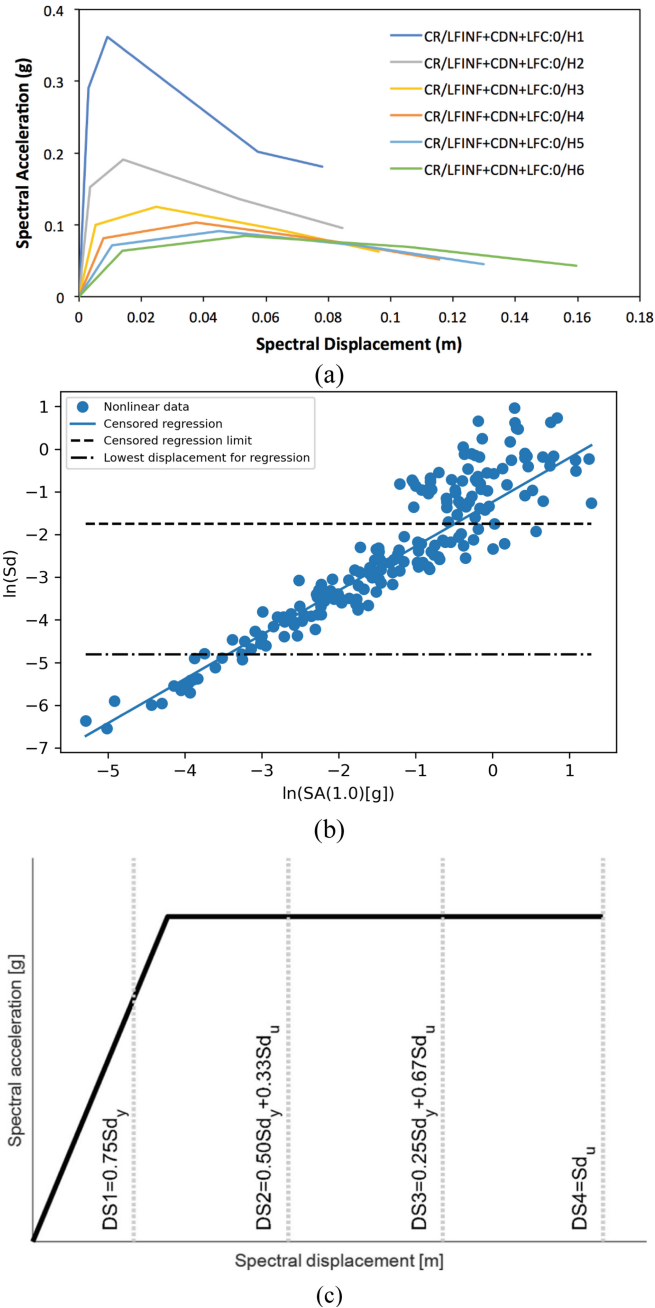 0.4
0.3
0.2
0.1
0
Spectral Acceleration (g)
CR/LFINF+CDN+LFC:0/H1
CR/LFINF+CDN+LFC:0/H2
CR/LFINF+CDN+LFC:0/H3
CR/LFINF+CDN+LFC:0/H4
CR/LFINF+CDN+LFC:0/H5
CR/LFINF+CDN+LFC:0/H6
0 0.02 0.04 0.06 0.08 0.1 0.12 0.14 0.16 0.18
Spectral Displacement (m)
(a)
1
0
−1
−2
−3
−4
−5
−6
−7
ln(Sd)
Nonlinear data
Censored regression
Censored regression limit
Lowest displacement for regression
−5 −4 −3 −2 −1 0 1
ln(SA(1.0)[g])
(b)
Spectral acceleration [g]
DS1=0.75Sdy
DS2=0.50Sdy+0.33Sdu
DS3=0.25Sdy+0.67Sdu
DS4=Sdu
Spectral displacement [m]
(c)